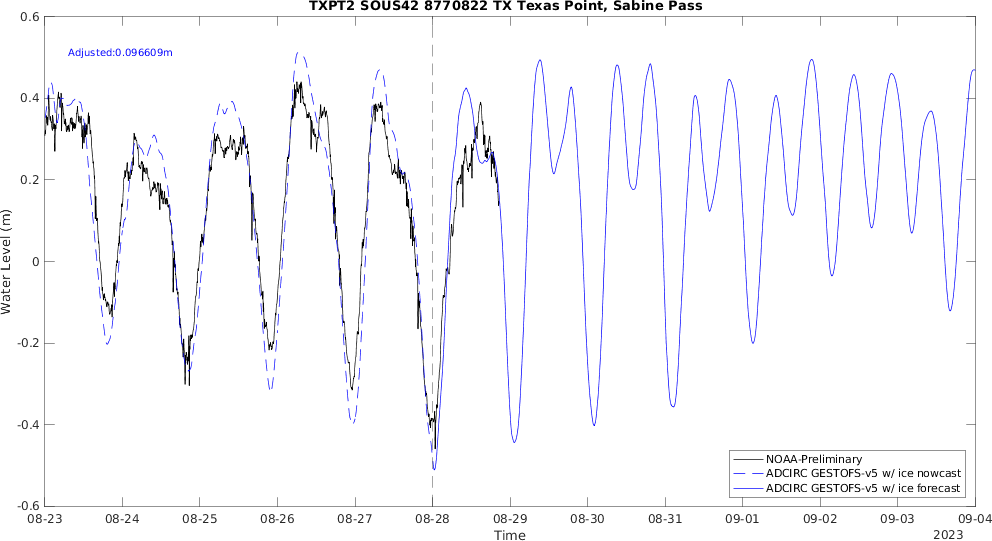 TXPT2 SOUS42 8770822 TX Texas Point, Sabine Pass
Adjusted:0.096609m
Water Level (m)
0.6
0.4
0.2
0
-0.2
-0.4
-0.6
NOAA-Preliminary
ADCIRC GESTOFS-v5 w/ ice nowcast
ADCIRC GESTOFS-v5 w/ ice forecast
08-23 08-24 08-25 08-26 08-27 08-28 08-29 08-30 08-31 09-01 09-02 09-03 09-04
Time
2023